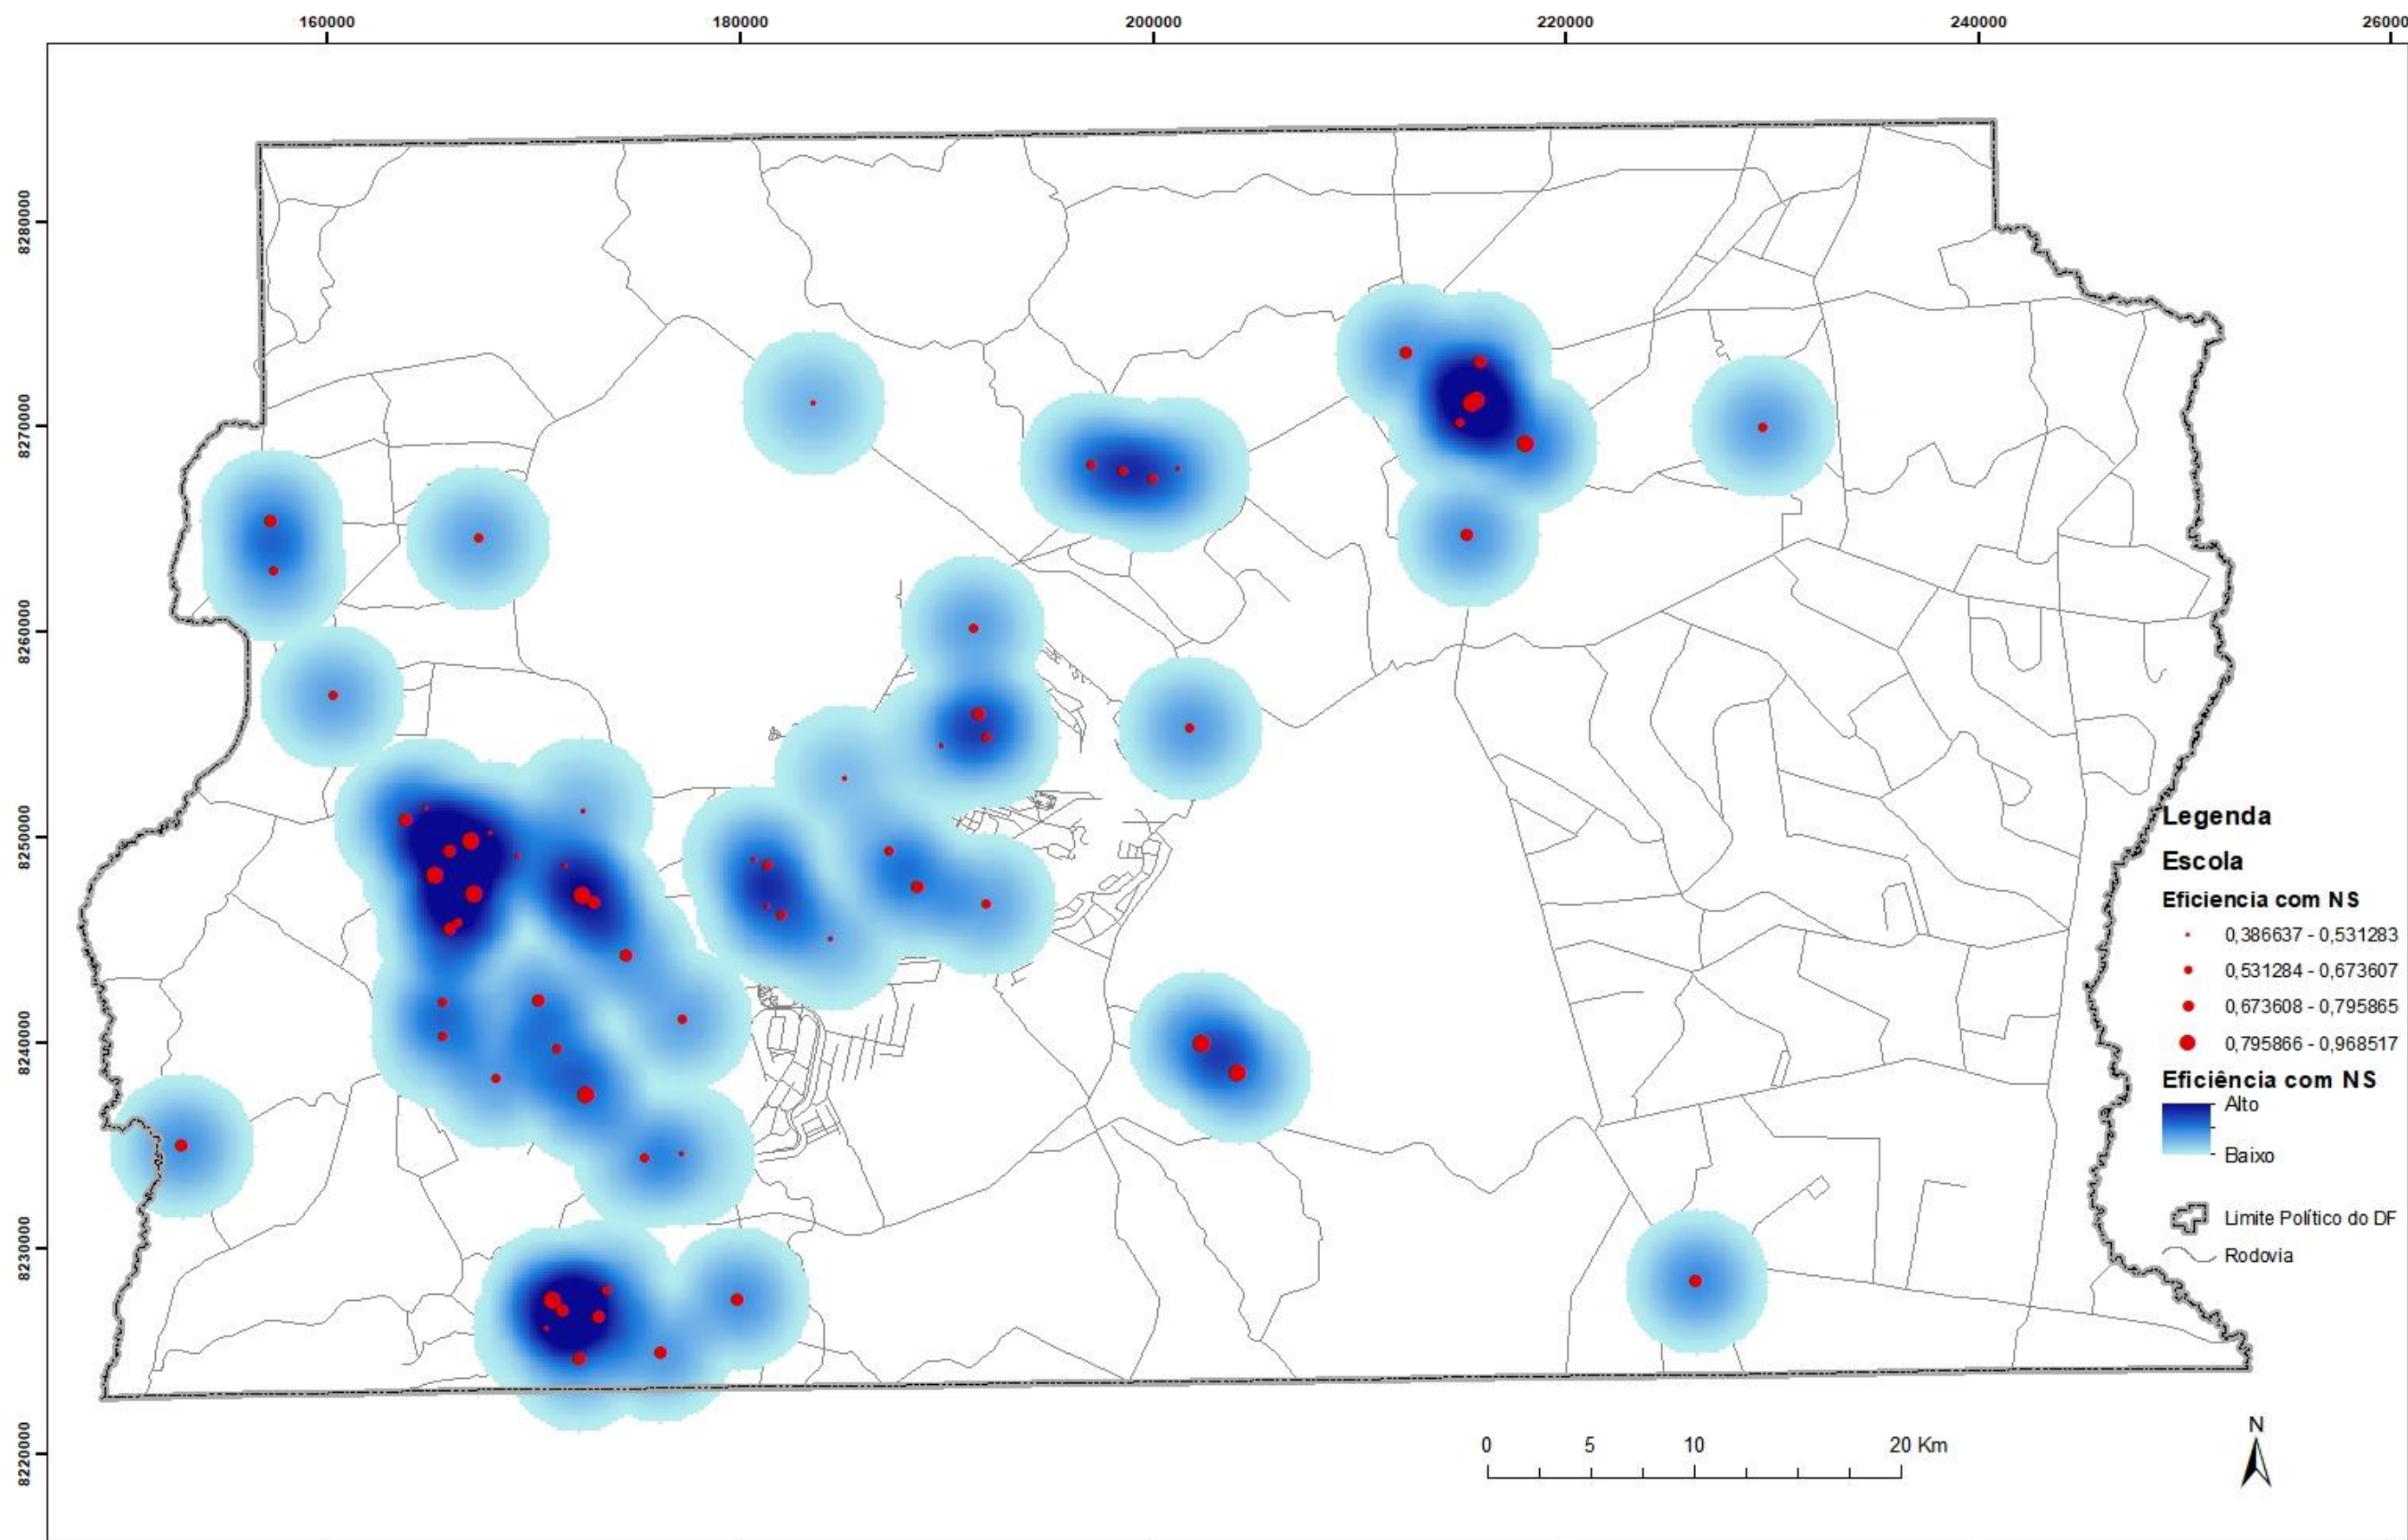 160000
180000
200000
220000
240000
26000
8280000
8270000
8260000
8250000
8240000
8230000
8220000
Legenda
Escola
Eficiencia com NS
0,386637 - 0,531283
0,531284 - 0,673607
0,673608 - 0,795865
0,795866 - 0,968517
Eficiência com NS
Alto
Baixo
Limite Político do DF
Rodovia
0 5 10 20 Km
N